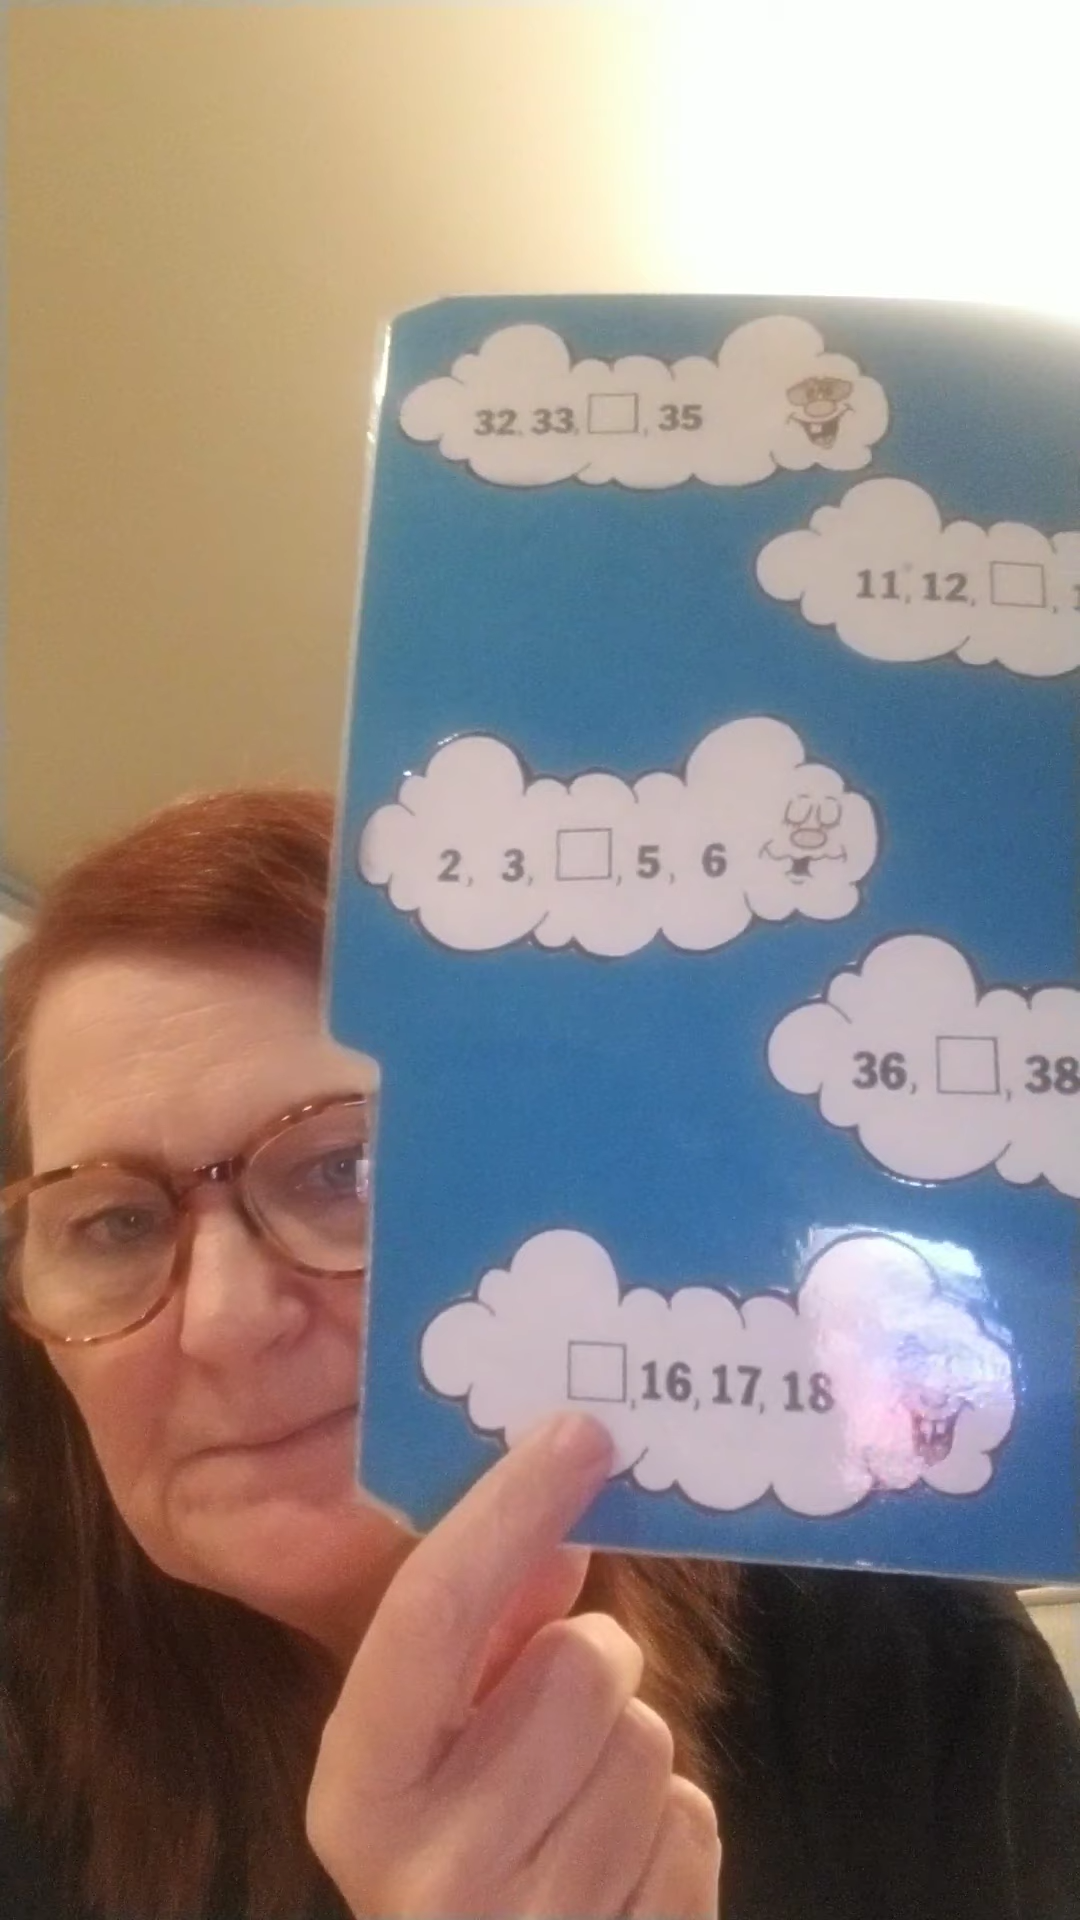 32, 33, □, 35
11, 12, □,
2, 3, □, 5, 6
36, □, 38
□, 16, 17, 18